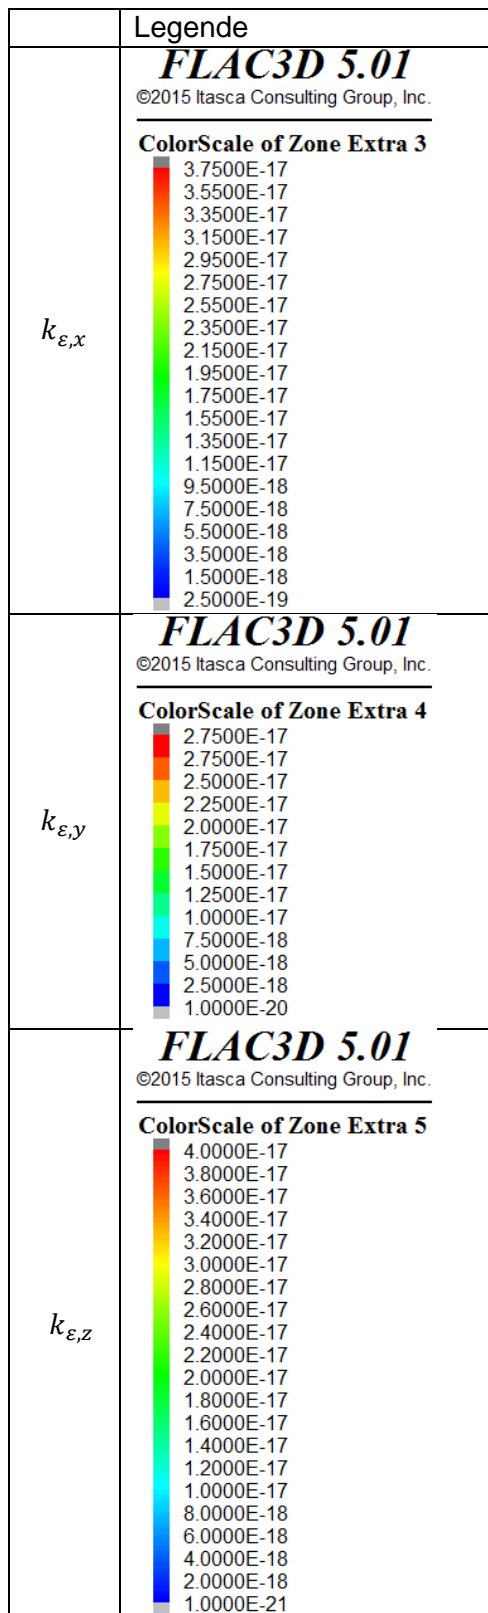 Legende
FLAC3D 5.01
©2015 Itasca Consulting Group, Inc.
ColorScale of Zone Extra 3
3.7500E-17
3.5500E-17
3.3500E-17
3.1500E-17
2.9500E-17
2.7500E-17
2.5500E-17
2.3500E-17
2.1500E-17
1.9500E-17
1.7500E-17
1.5500E-17
1.3500E-17
1.1500E-17
9.5000E-18
7.5000E-18
5.5000E-18
3.5000E-18
1.5000E-18
2.5000E-19
k_{ε,x}
FLAC3D 5.01
©2015 Itasca Consulting Group, Inc.
ColorScale of Zone Extra 4
2.7500E-17
2.7500E-17
2.5000E-17
2.2500E-17
2.0000E-17
1.7500E-17
1.5000E-17
1.2500E-17
1.0000E-17
7.5000E-18
5.0000E-18
2.5000E-18
1.0000E-20
k_{ε,y}
FLAC3D 5.01
©2015 Itasca Consulting Group, Inc.
ColorScale of Zone Extra 5
4.0000E-17
3.8000E-17
3.6000E-17
3.4000E-17
3.2000E-17
3.0000E-17
2.8000E-17
2.6000E-17
2.4000E-17
2.2000E-17
2.0000E-17
1.8000E-17
1.6000E-17
1.4000E-17
1.2000E-17
1.0000E-17
8.0000E-18
6.0000E-18
4.0000E-18
2.0000E-18
1.0000E-21
k_{ε,z}